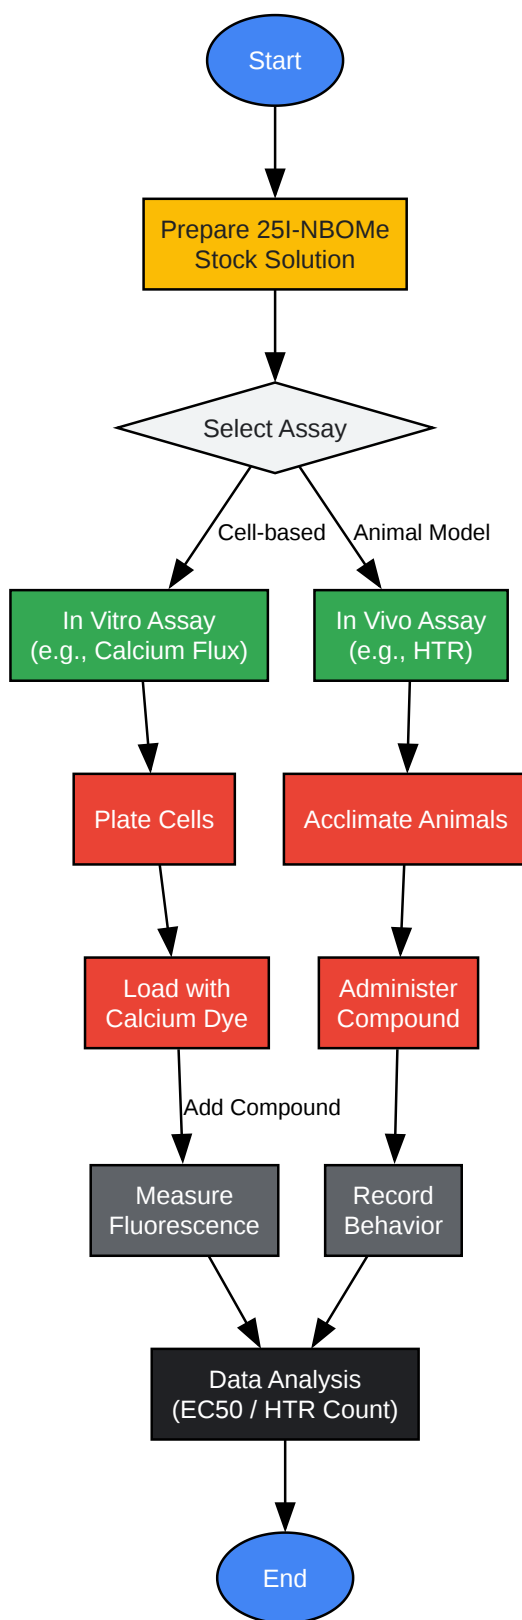 Start
Prepare 25I-NBOMe
Stock Solution
Select Assay
Cell-based
Animal Model
In Vitro Assay
(e.g., Calcium Flux)
In Vivo Assay
(e.g., HTR)
Plate Cells
Acclimate Animals
Load with
Calcium Dye
Administer
Compound
Add Compound
Measure
Fluorescence
Record
Behavior
Data Analysis
(EC50 / HTR Count)
End